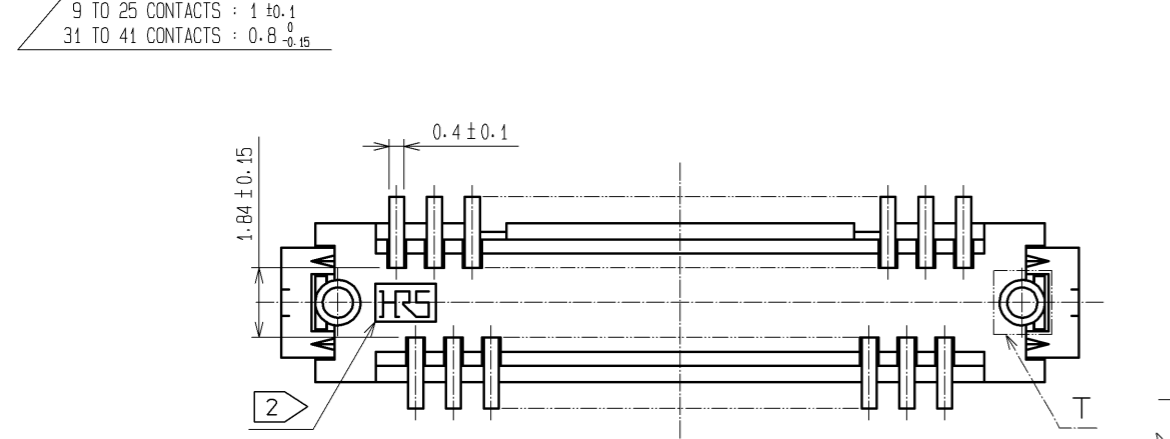 9 TO 25 CONTACTS : 1 ±0.1
31 TO 41 CONTACTS : 0.8 0 -0.15
0.4±0.1
1.84±0.15
HRS
2
T